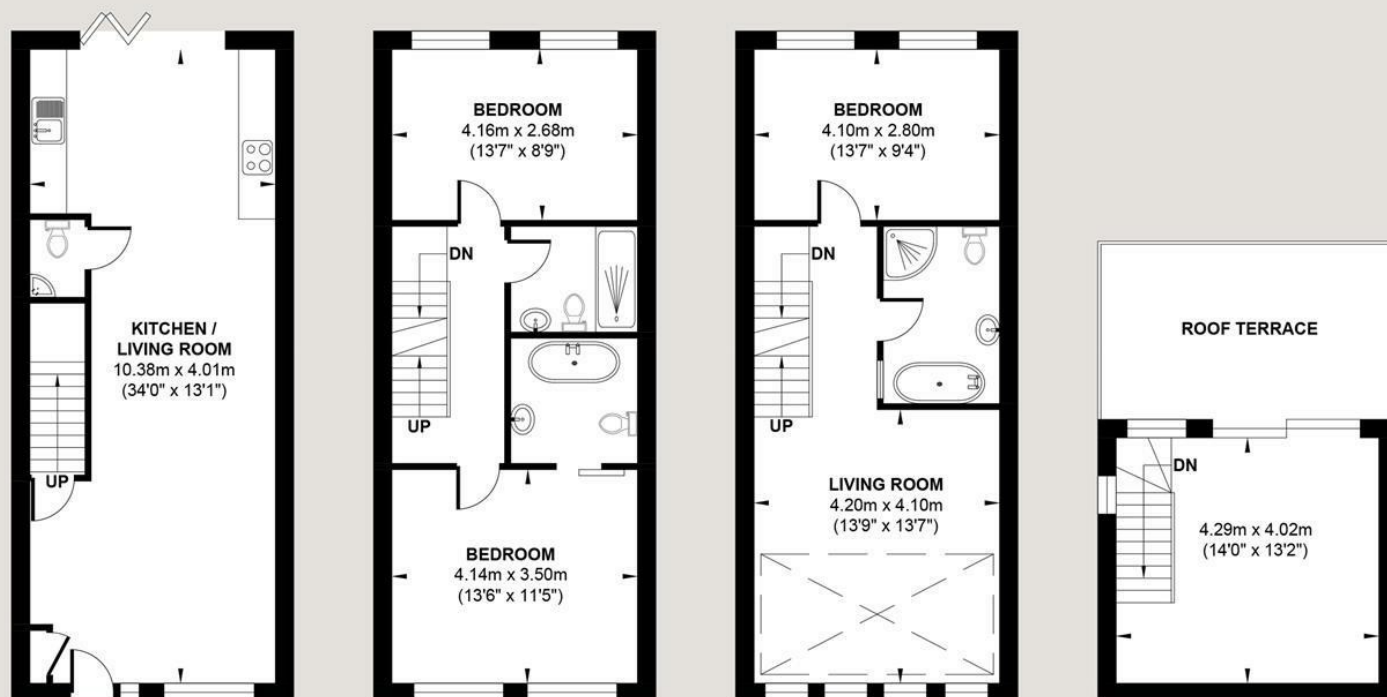 KITCHEN /
LIVING ROOM
10.38m x 4.01m
(34'0" x 13'1")
UP
BEDROOM
4.16m x 2.68m
(13'7" x 8'9")
DN
UP
BEDROOM
4.14m x 3.50m
(13'6" x 11'5")
BEDROOM
4.10m x 2.80m
(13'7" x 9'4")
DN
UP
LIVING ROOM
4.20m x 4.10m
(13'9" x 13'7")
ROOF TERRACE
DN
4.29m x 4.02m
(14'0" x 13'2")